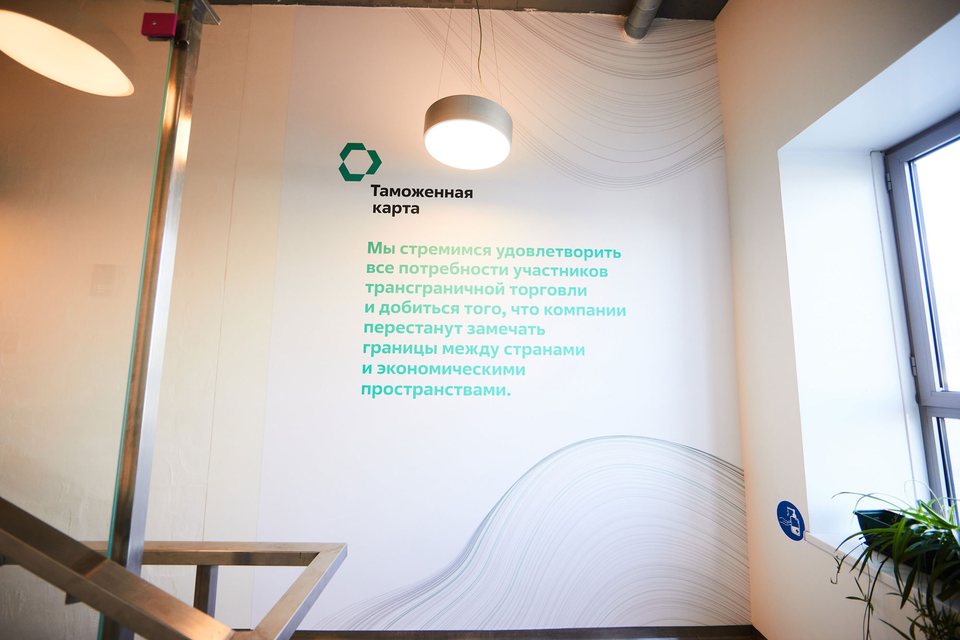 Таможенная
карта
Мы стремимся удовлетворить
все потребности участников
трансграничной торговли
и добиться того, что компании
перестанут замечать
границы между странами
и экономическими
пространствами.